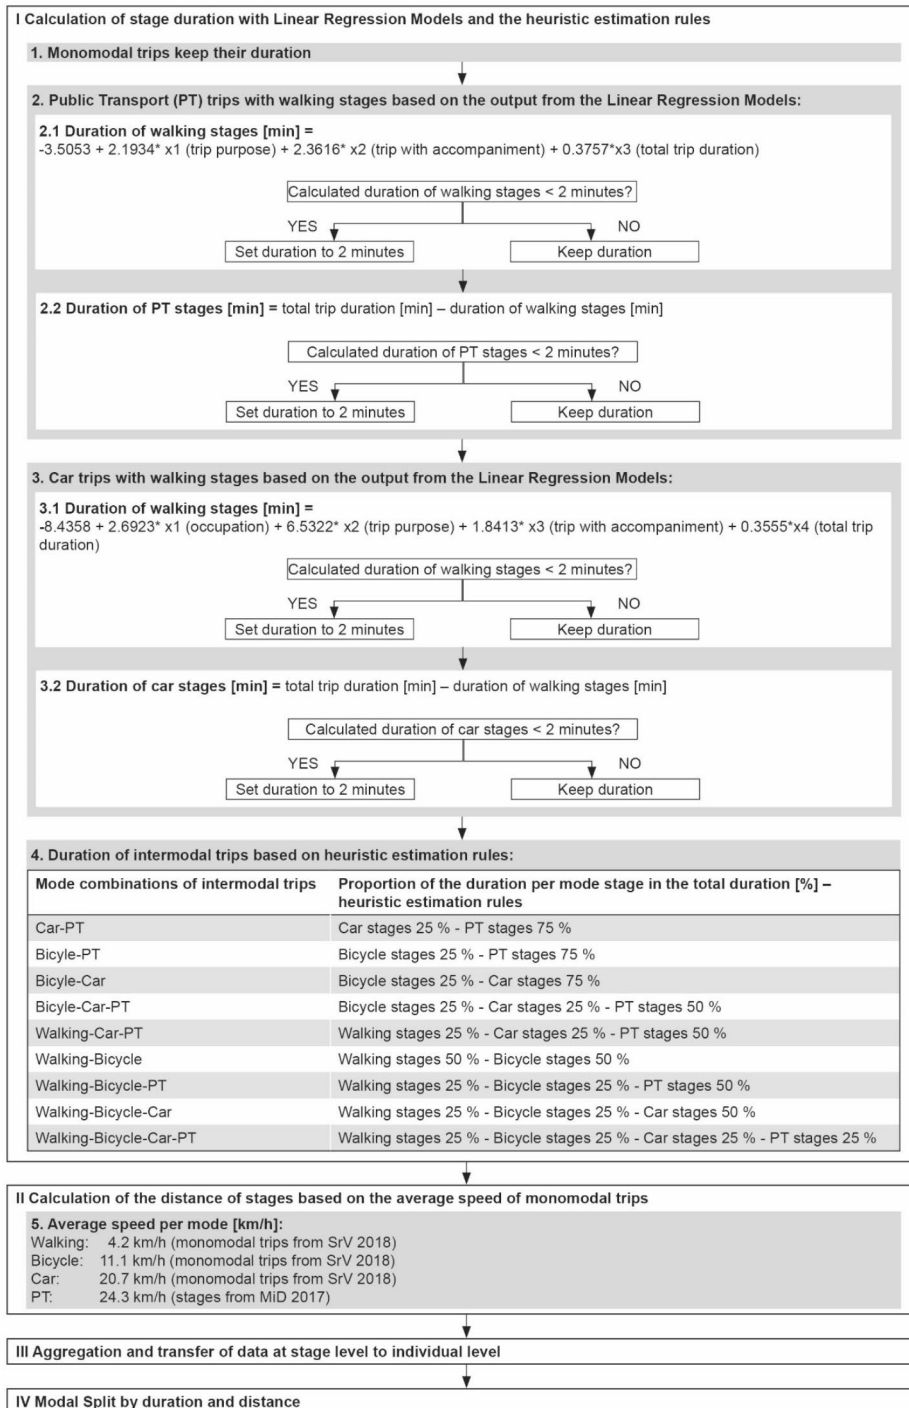 I Calculation of stage duration with Linear Regression Models and the heuristic estimation rules
1. Monomodal trips keep their duration
2. Public Transport (PT) trips with walking stages based on the output from the Linear Regression Models:
2.1 Duration of walking stages [min] =
-3.5053 + 2.1934* x1 (trip purpose) + 2.3616* x2 (trip with accompaniment) + 0.3757*x3 (total trip duration)
Calculated duration of walking stages < 2 minutes?
YES NO
Set duration to 2 minutes Keep duration
2.2 Duration of PT stages [min] = total trip duration [min] – duration of walking stages [min]
Calculated duration of PT stages < 2 minutes?
YES NO
Set duration to 2 minutes Keep duration
3. Car trips with walking stages based on the output from the Linear Regression Models:
3.1 Duration of walking stages [min] =
-8.4358 + 2.6923* x1 (occupation) + 6.5322* x2 (trip purpose) + 1.8413* x3 (trip with accompaniment) + 0.3555*x4 (total trip
duration)
Calculated duration of walking stages < 2 minutes?
YES NO
Set duration to 2 minutes Keep duration
3.2 Duration of car stages [min] = total trip duration [min] – duration of walking stages [min]
Calculated duration of car stages < 2 minutes?
YES NO
Set duration to 2 minutes Keep duration
4. Duration of intermodal trips based on heuristic estimation rules:
Mode combinations of intermodal trips Proportion of the duration per mode stage in the total duration [%] –
heuristic estimation rules
Car-PT Car stages 25 % - PT stages 75 %
Bicyle-PT Bicycle stages 25 % - PT stages 75 %
Bicyle-Car Bicycle stages 25 % - Car stages 75 %
Bicyle-Car-PT Bicycle stages 25 % - Car stages 25 % - PT stages 50 %
Walking-Car-PT Walking stages 25 % - Car stages 25 % - PT stages 50 %
Walking-Bicycle Walking stages 50 % - Bicycle stages 50 %
Walking-Bicycle-PT Walking stages 25 % - Bicycle stages 25 % - PT stages 50 %
Walking-Bicycle-Car Walking stages 25 % - Bicycle stages 25 % - Car stages 50 %
Walking-Bicycle-Car-PT Walking stages 25 % - Bicycle stages 25 % - Car stages 25 % - PT stages 25 %
II Calculation of the distance of stages based on the average speed of monomodal trips
5. Average speed per mode [km/h]:
Walking: 4.2 km/h (monomodal trips from SrV 2018)
Bicycle: 11.1 km/h (monomodal trips from SrV 2018)
Car: 20.7 km/h (monomodal trips from SrV 2018)
PT: 24.3 km/h (stages from MiD 2017)
III Aggregation and transfer of data at stage level to individual level
IV Modal Split by duration and distance